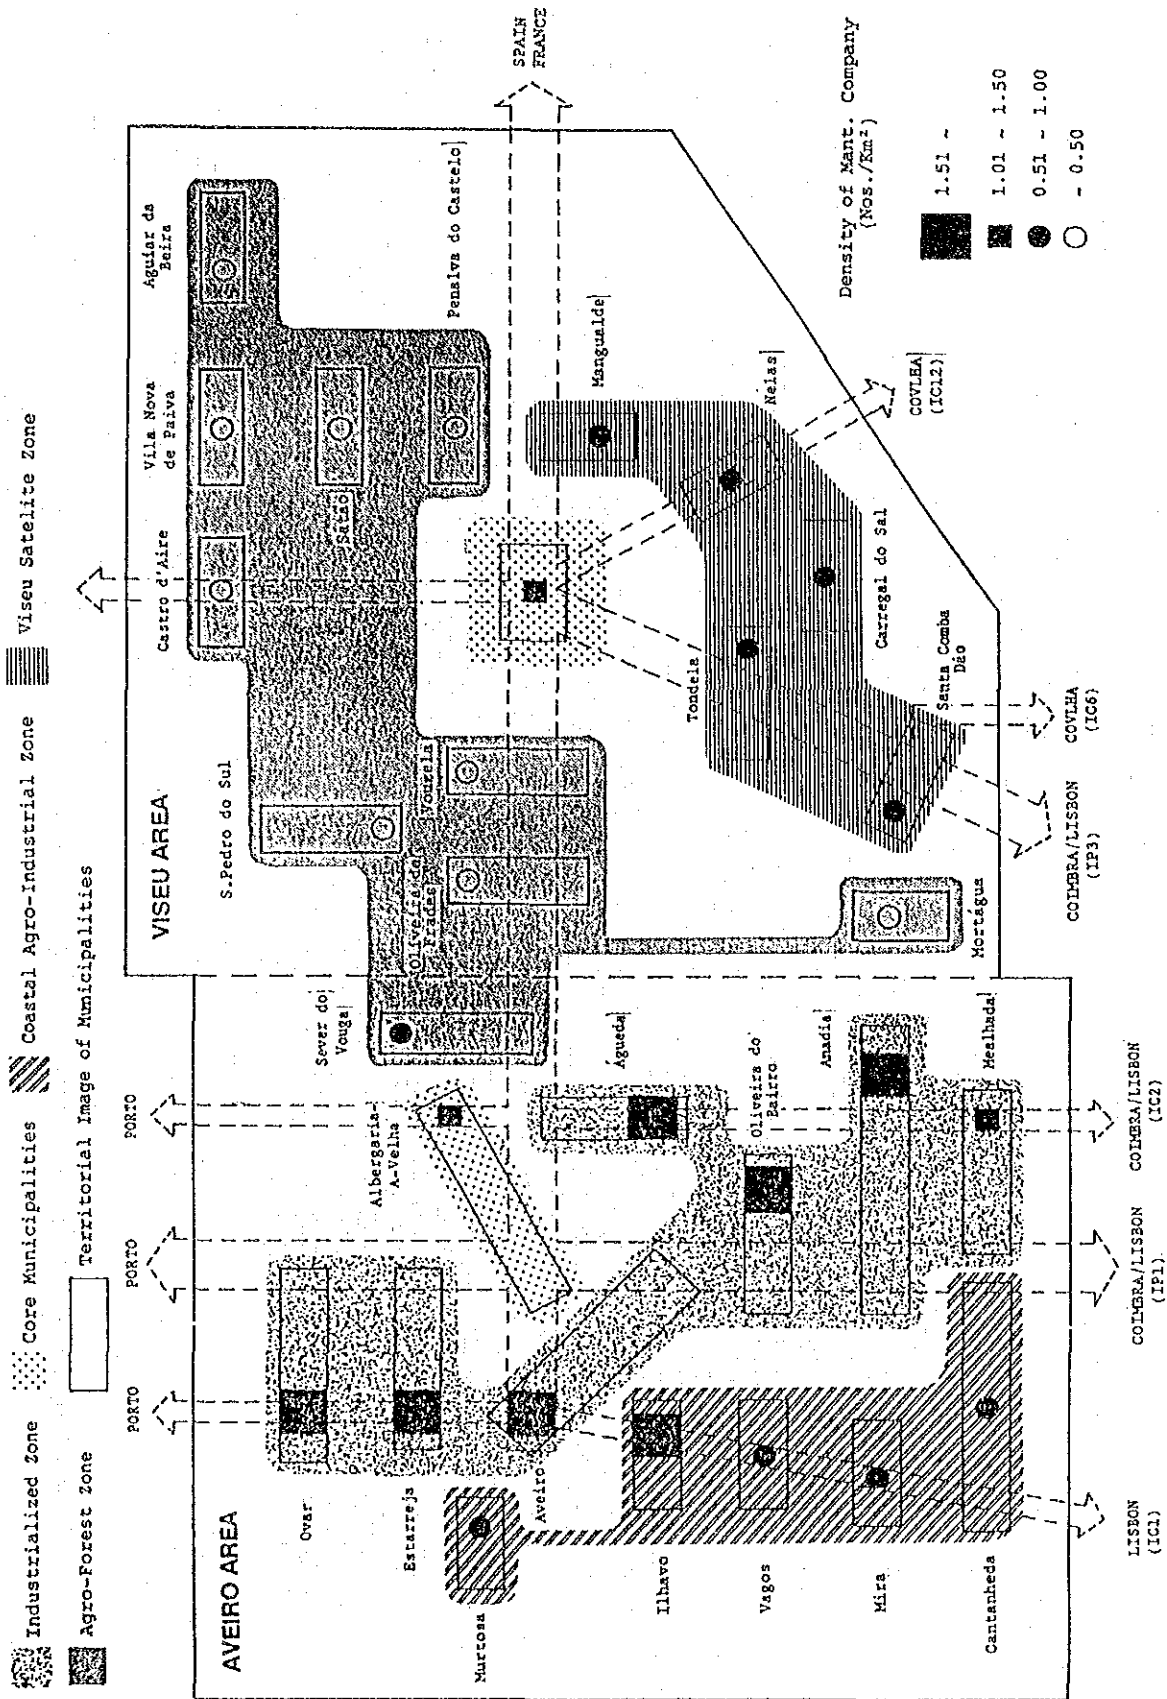 Industrialized Zone
Core Municipalities
Coastal Agro-Industrial Zone
Viseu Satelite Zone
Agro-Forest Zone
Territorial Image of Municipalities
AVEIRO AREA
VISEU AREA
PORTO
PORTO
PORTO
Ovar
Estarreja
Murtosa
Aveiro
Ilhavo
Vagos
Mira
Cantanheda
Albergaria-
A-Velha
Sever do
Vouga
Águeda
Oliveira do
Bairro
Anadia
Mealhada
S.Pedro do Sul
Oliveira de
Frades
Vouzela
Mortágua
Castro d'Aire
Vila Nova
de Paiva
Aguiar da
Beira
Sátão
Penalva do Castelo
Mangualde
Nelas
Tondela
Carregal do Sal
Santa Comba
Dão
SPAIN
FRANCE
COVLHA
(IC12)
COVLHA
(IC6)
COIMBRA/LISBON
(IP3)
COIMBRA/LISBON
(IC2)
COIMBRA/LISBON
(IP1)
LISBON
(IC1)
Density of Mant. Company
(Nos./Km²)
1.51 ~
1.01 ~ 1.50
0.51 ~ 1.00
~ 0.50